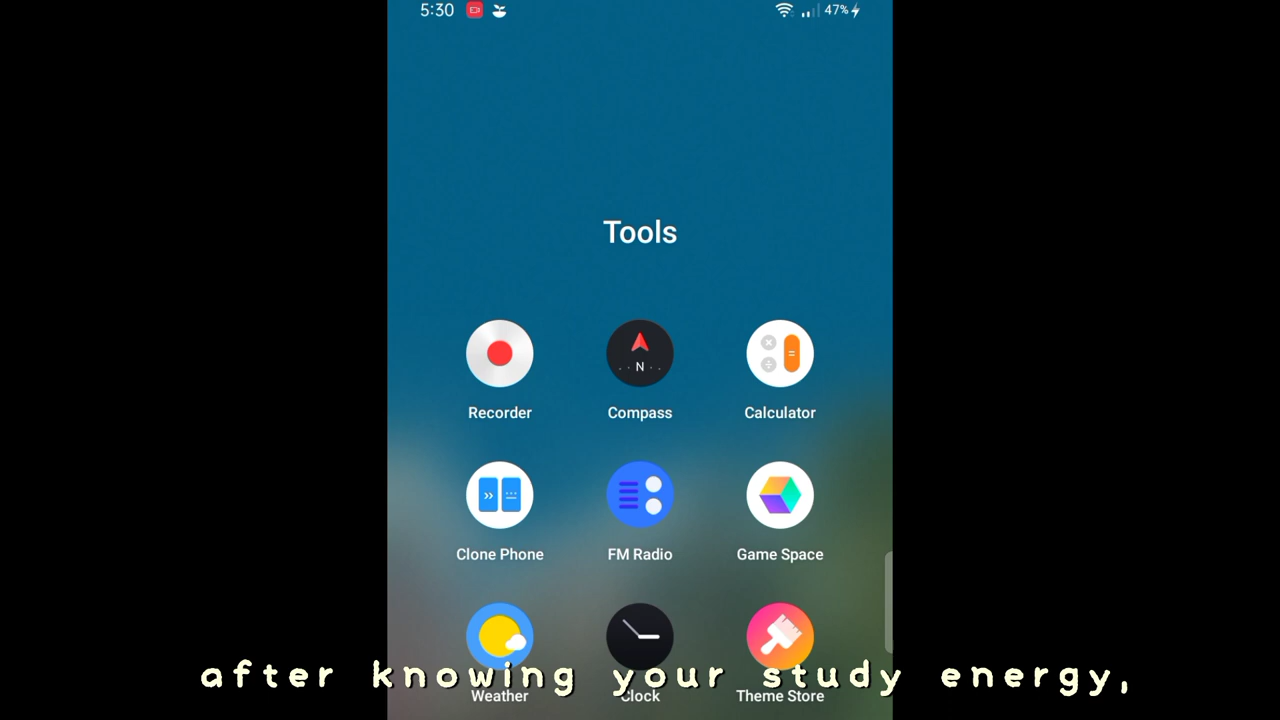 5:30 47%
Tools
Recorder Compass Calculator
N
Clone Phone FM Radio Game Space
after knowing your study energy,
Weather Clock Theme Store